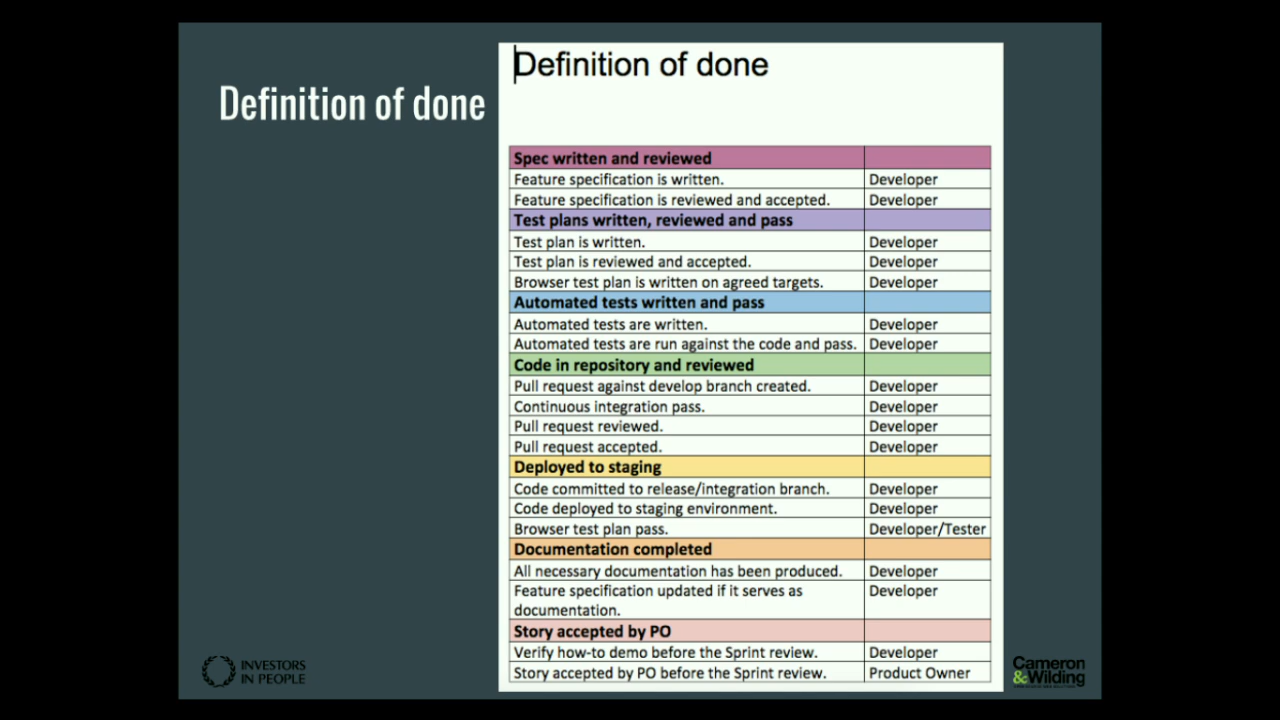 Definition of done
Definition of done
Spec written and reviewed
Feature specification is written. Developer
Feature specification is reviewed and accepted. Developer
Test plans written, reviewed and pass
Test plan is written. Developer
Test plan is reviewed and accepted. Developer
Browser test plan is written on agreed targets. Developer
Automated tests written and pass
Automated tests are written. Developer
Automated tests are run against the code and pass. Developer
Code in repository and reviewed
Pull request against develop branch created. Developer
Continuous integration pass. Developer
Pull request reviewed. Developer
Pull request accepted. Developer
Deployed to staging
Code committed to release/integration branch. Developer
Code deployed to staging environment. Developer
Browser test plan pass. Developer/Tester
Documentation completed
All necessary documentation has been produced. Developer
Feature specification updated if it serves as Developer
documentation.
Story accepted by PO
Verify how-to demo before the Sprint review. Developer
Story accepted by PO before the Sprint review. Product Owner
INVESTORS
IN PEOPLE
Cameron
&Wilding